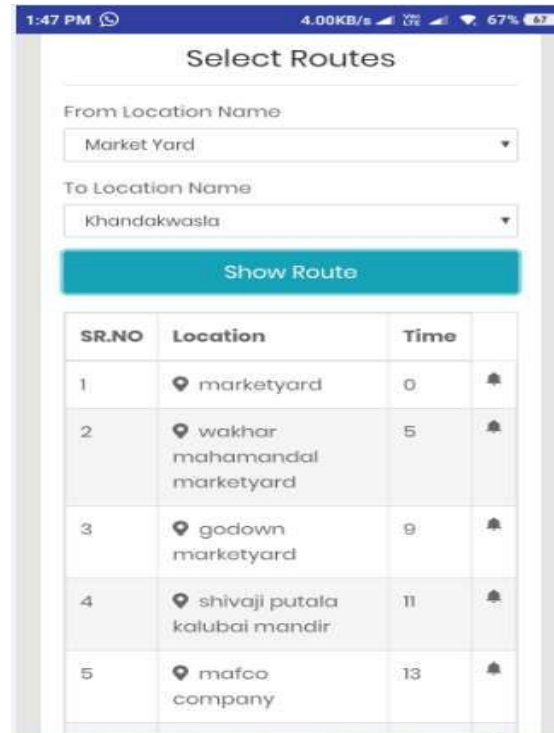 1:47 PM 4.00KB/s VoLTE 67% 67
Select Routes
From Location Name
Market Yard
To Location Name
Khandakwasla
Show Route
SR.NO Location Time
1 marketyard 0
2 wakhar 5
mahamandal
marketyard
3 godown 9
marketyard
4 shivaji putala 11
kalubai mandir
5 mafco 13
company